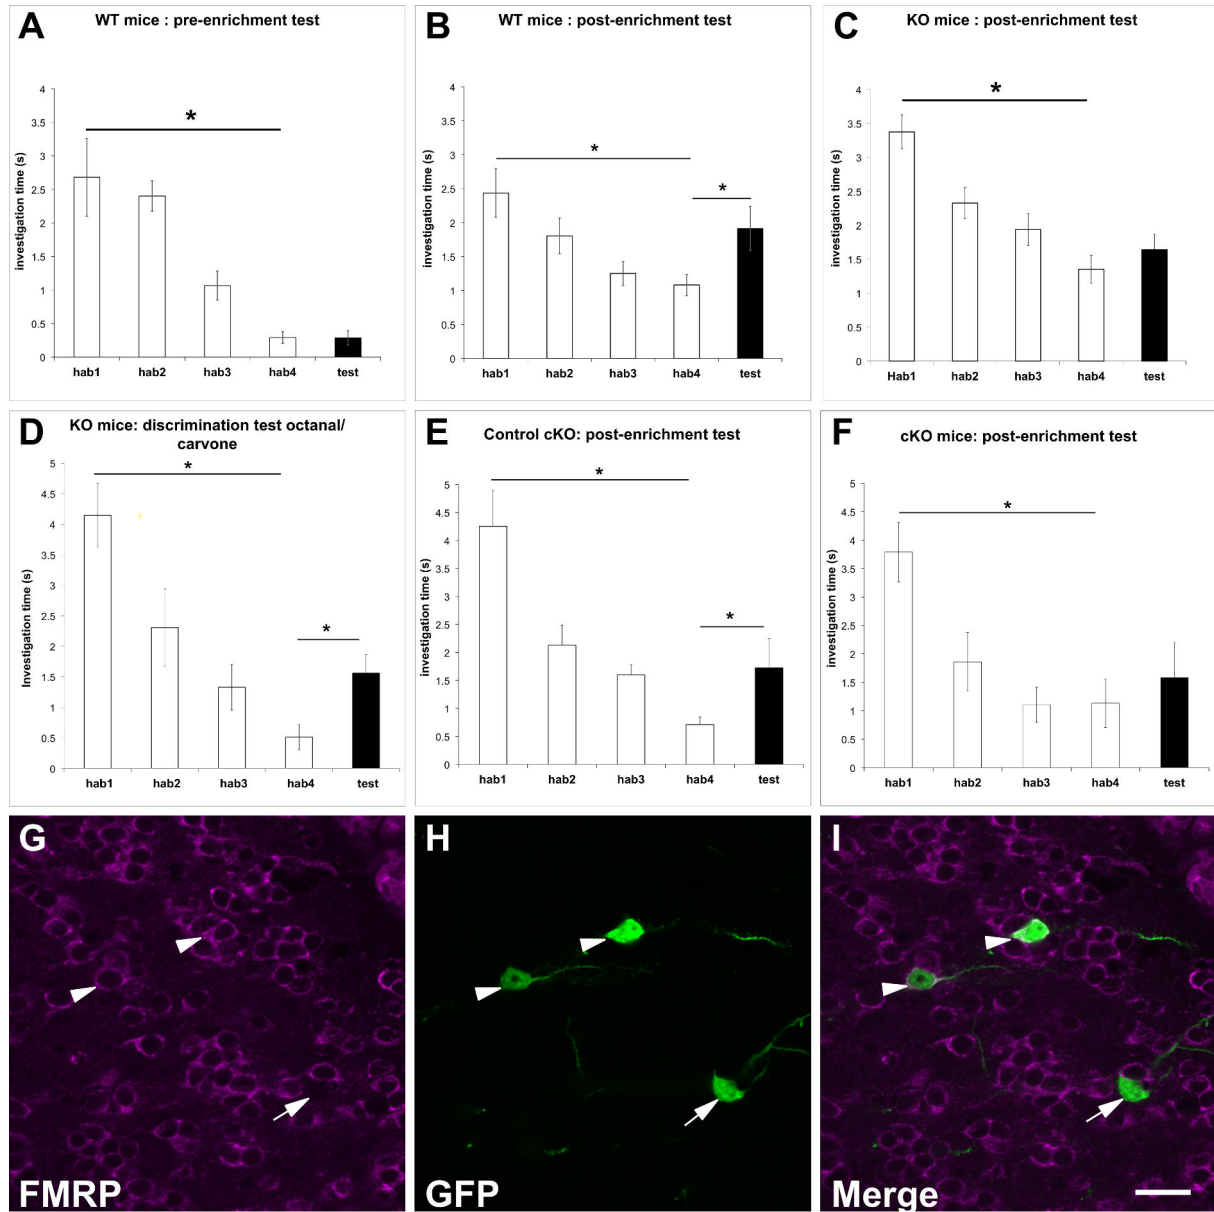 A
WT mice : pre-enrichment test
investigation time (s)
4
3.5
3
2.5
2
1.5
1
0.5
0
*
hab1 hab2 hab3 hab4 test
B
WT mice : post-enrichment test
investigation time (s)
4
3.5
3
2.5
2
1.5
1
0.5
0
*
*
hab1 hab2 hab3 hab4 test
C
KO mice : post-enrichment test
investigation time (s)
4
3.5
3
2.5
2
1.5
1
0.5
0
*
Hab1 hab2 hab3 hab4 test
D
KO mice: discrimination test octanal/
carvone
Investigation time (s)
5
4.5
4
3.5
3
2.5
2
1.5
1
0.5
0
*
*
hab1 hab2 hab3 hab4 test
E
Control cKO: post-enrichment test
investigation time (s)
5
4.5
4
3.5
3
2.5
2
1.5
1
0.5
0
*
*
hab1 hab2 hab3 hab4 test
F
cKO mice: post-enrichment test
investigation time (s)
5
4.5
4
3.5
3
2.5
2
1.5
1
0.5
0
*
hab1 hab2 hab3 hab4 test
G
FMRP
H
GFP
I
Merge